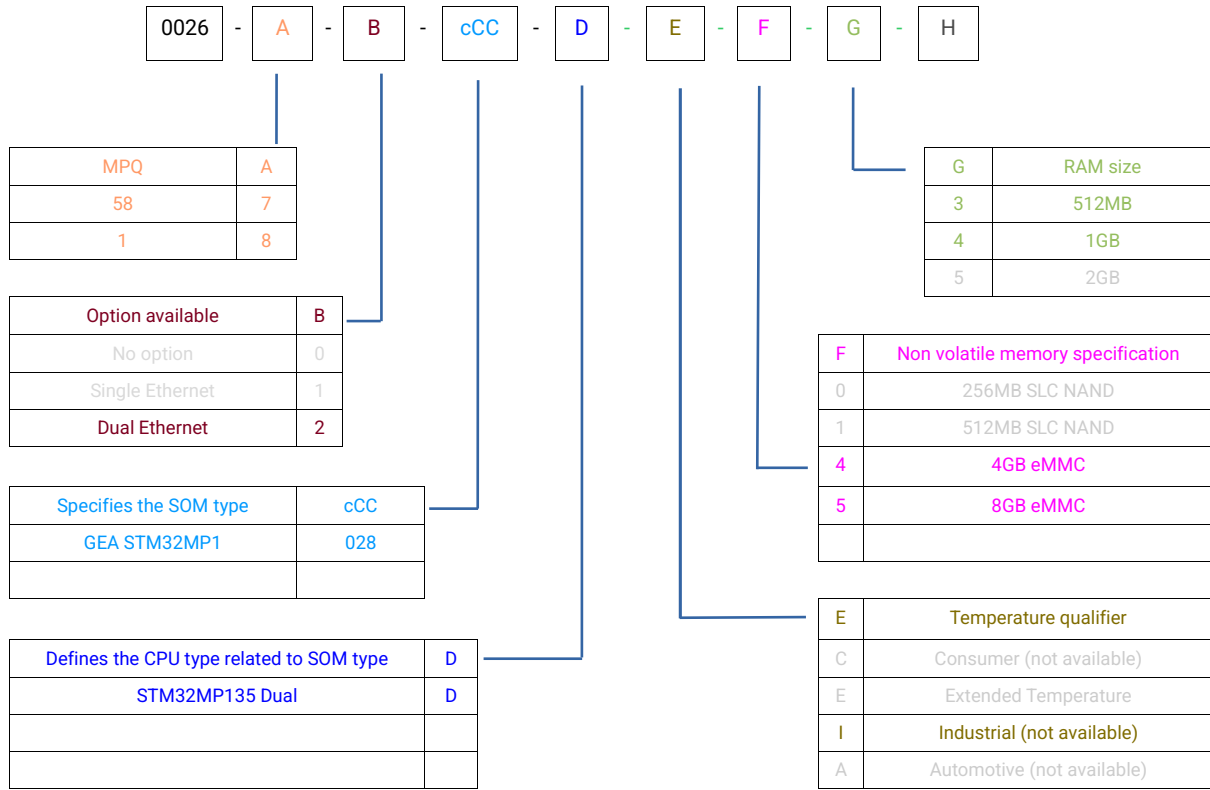 0026 - A - B - cCC - D - E - F - G - H
MPQ A
58 7
1 8
Option available B
No option 0
Single Ethernet 1
Dual Ethernet 2
Specifies the SOM type cCC
GEA STM32MP1 028
Defines the CPU type related to SOM type D
STM32MP135 Dual D
G RAM size
3 512MB
4 1GB
5 2GB
F Non volatile memory specification
0 256MB SLC NAND
1 512MB SLC NAND
4 4GB eMMC
5 8GB eMMC
E Temperature qualifier
C Consumer (not available)
E Extended Temperature
I Industrial (not available)
A Automotive (not available)